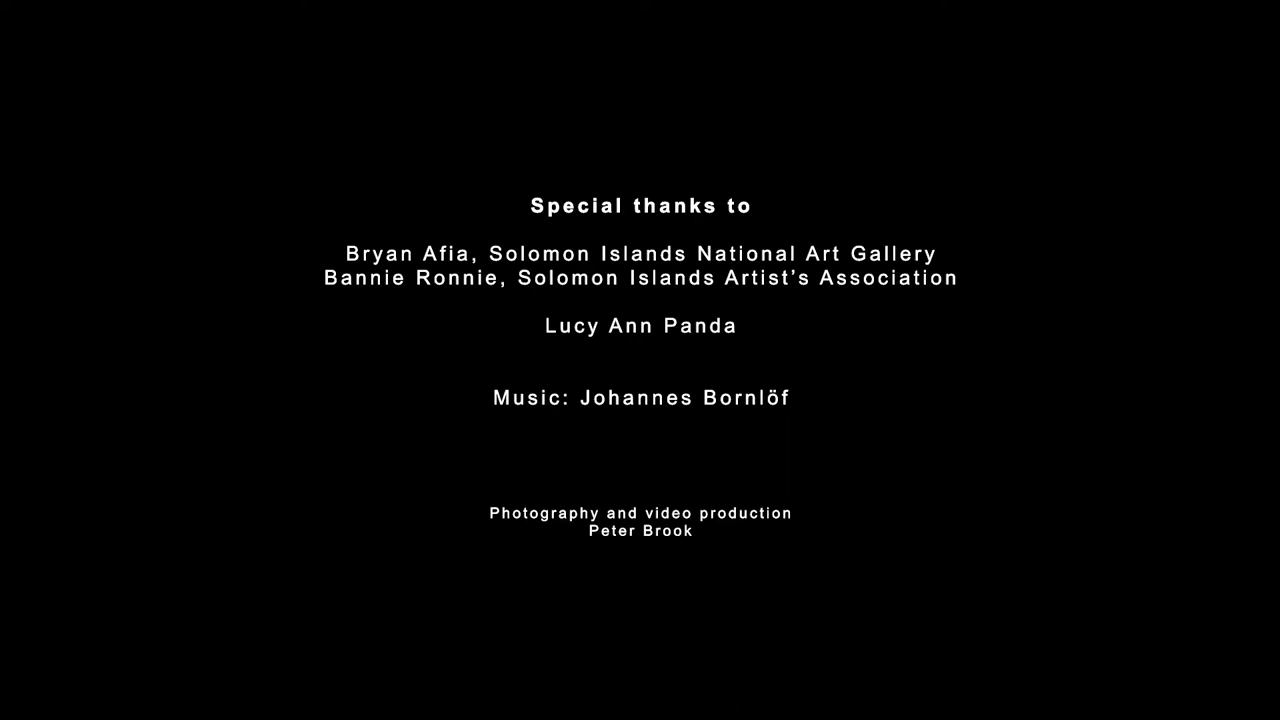 Special thanks to
Bryan Afia, Solomon Islands National Art Gallery
Bannie Ronnie, Solomon Islands Artist’s Association
Lucy Ann Panda
Music: Johannes Bornlöf
Photography and video production
Peter Brook